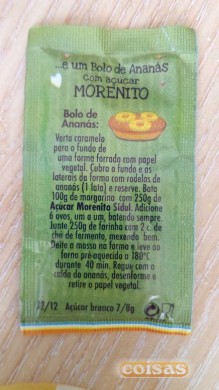 ...e um Bolo de Ananás
com açúcar
MORENITO
Bolo de
Ananás:
Verta caramelo
para o fundo de
uma forma forrada com papel
vegetal. Cubra o fundo e as
laterais da forma com rodelas de
ananás (1 lata) e reserve. Bata
100g de margarina com 250g de
Açúcar Morenito Sidul. Adicione
6 ovos, um a um, batendo sempre.
Junte 250g de farinha com 2 c. de
chá de fermento, mexendo bem.
Deite a massa na forma e leve ao
forno pré-aquecido a 180°C
durante 40 min. Regue com a
calda do ananás, desenforme e
retire o papel vegetal.
12/12 Açúcar branco 7/8g
coisas